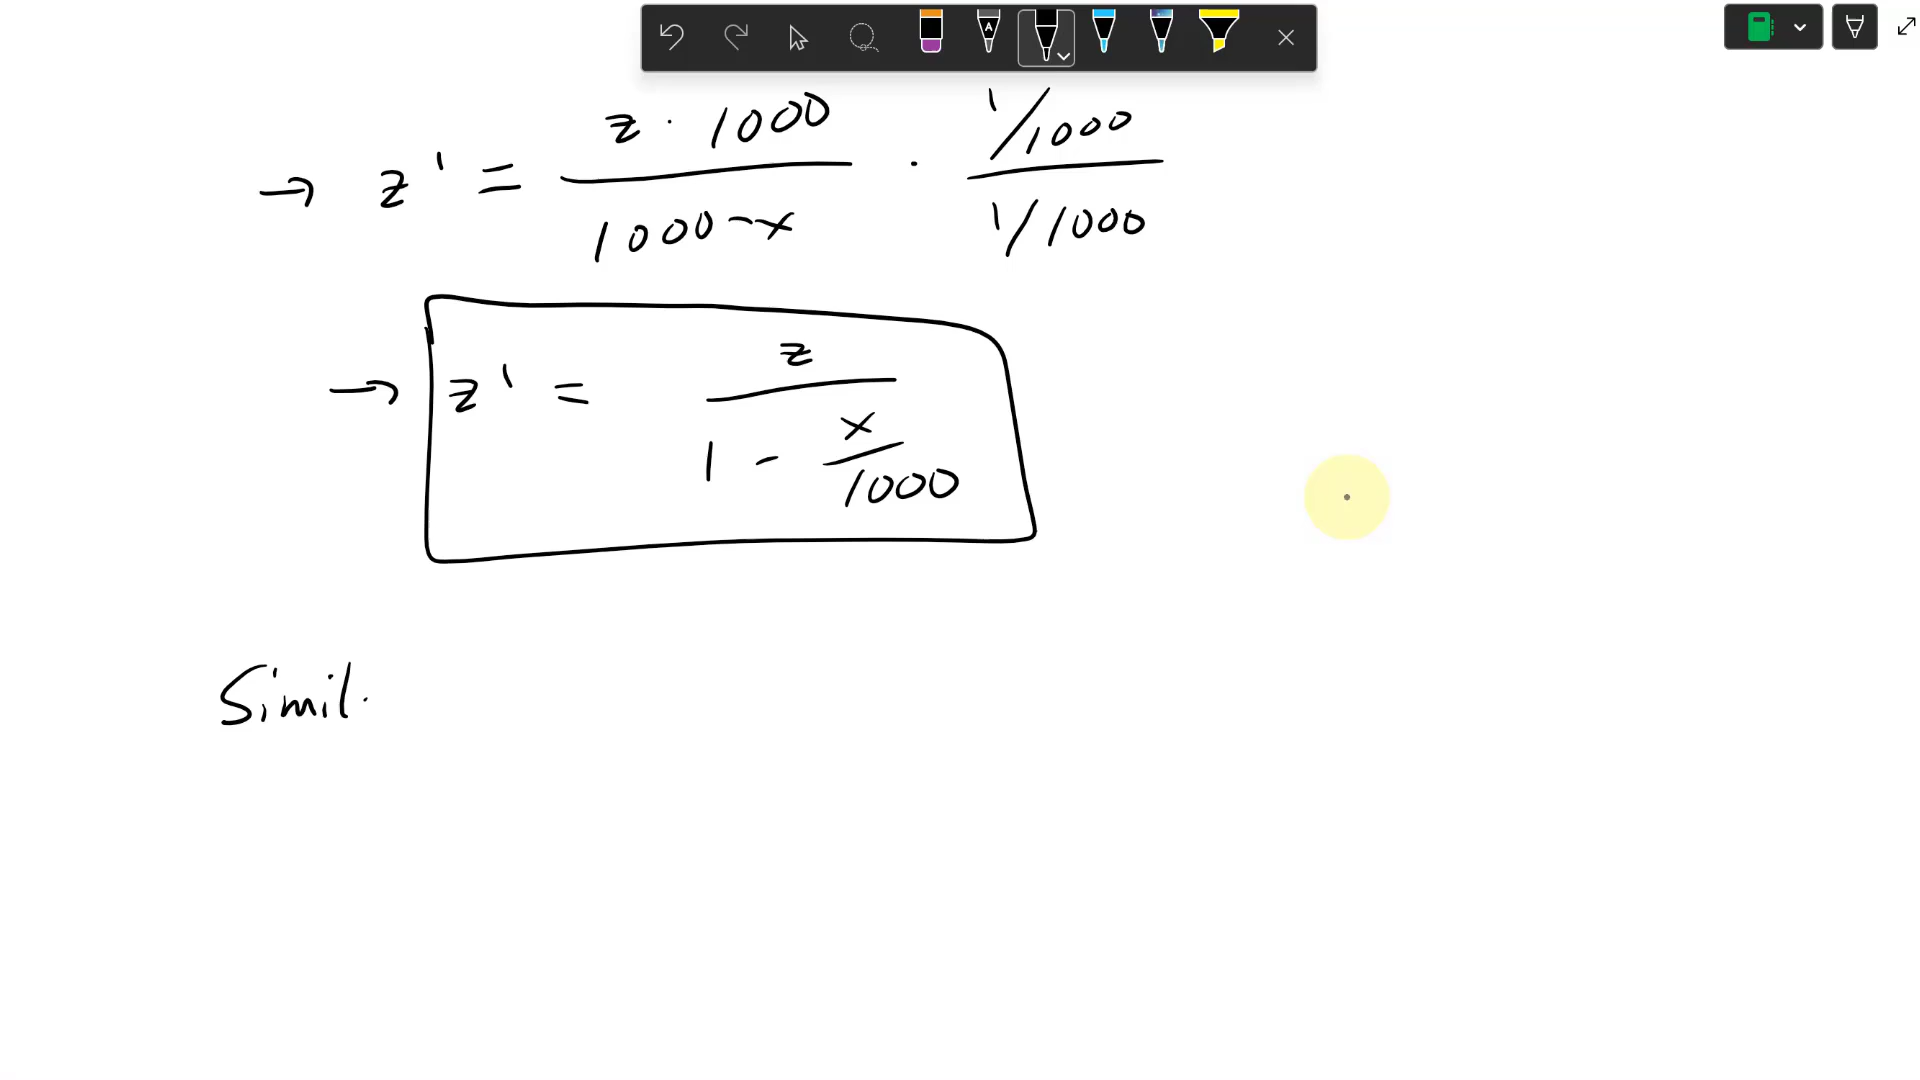 → z' = z · 1000 / 1000 - x · 1/1000 / 1/1000
→ z' = z / 1 - x/1000
Simil.